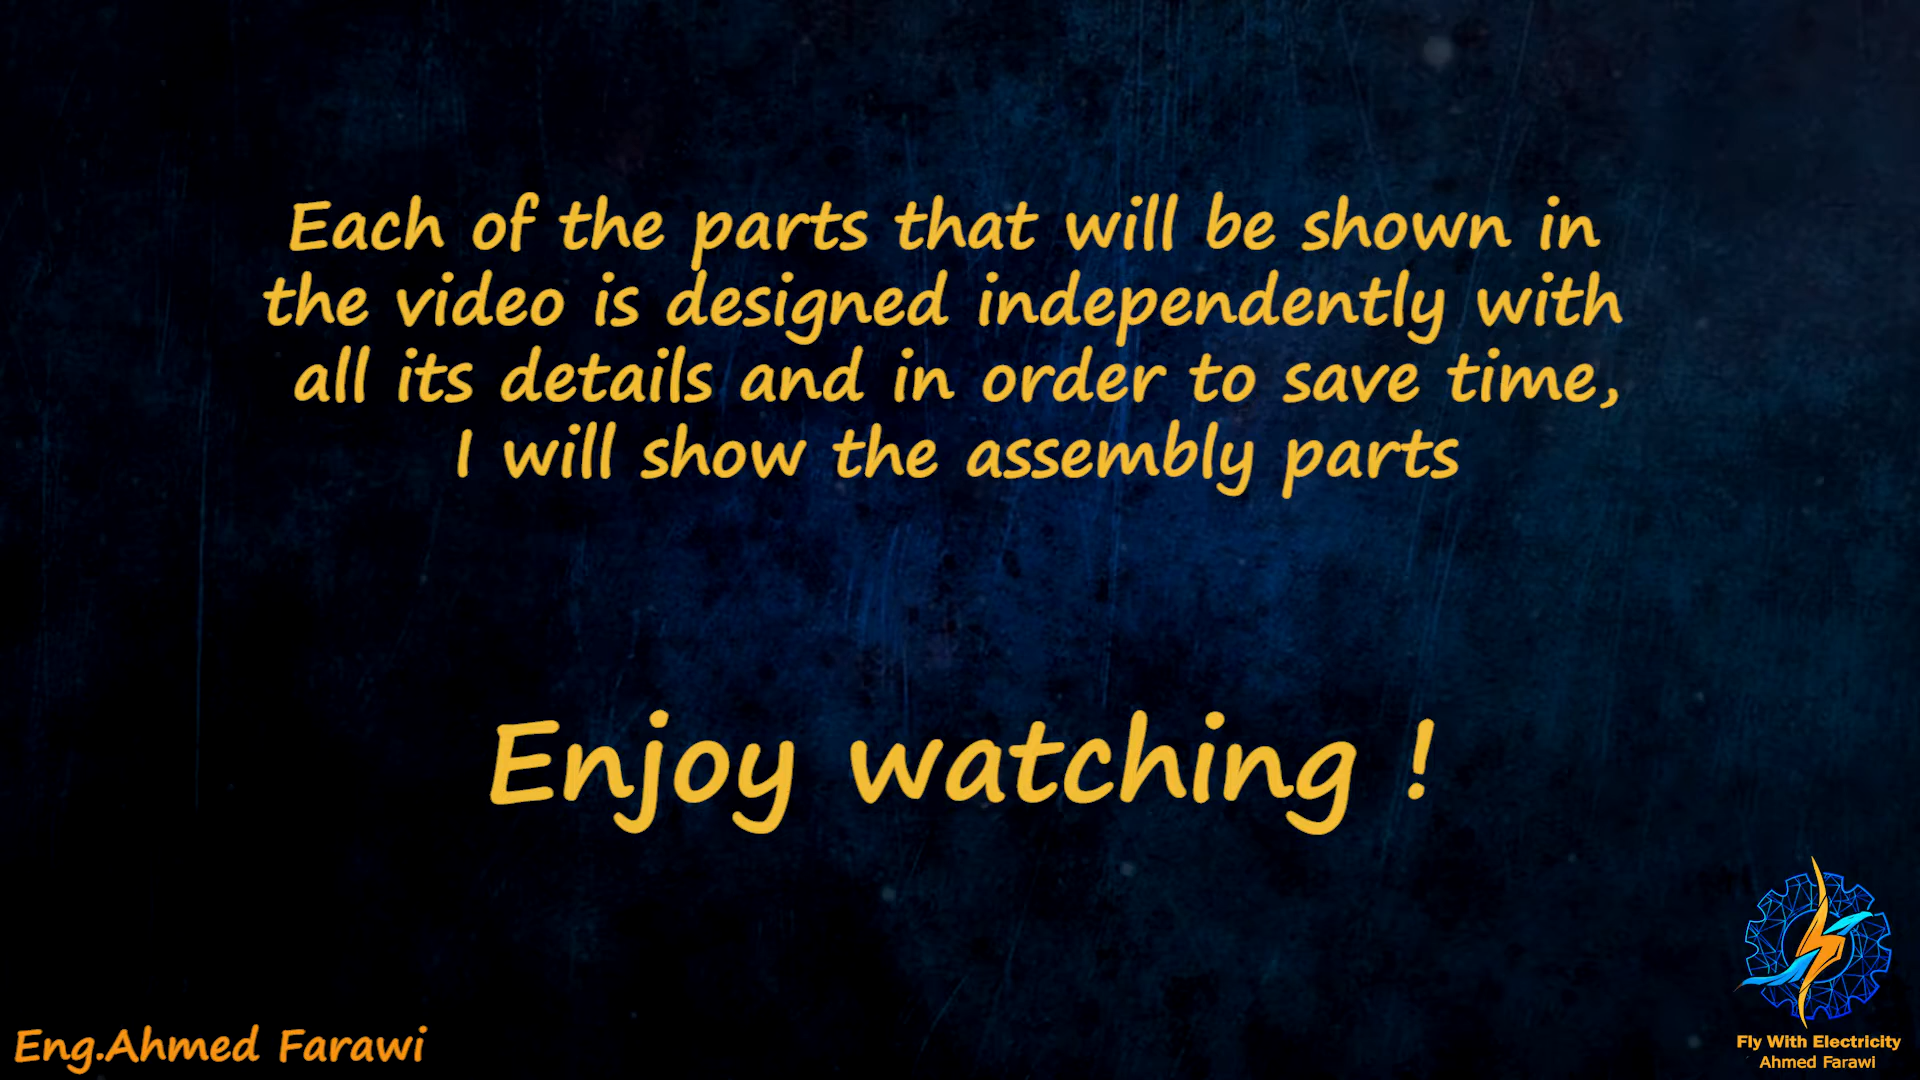 Each of the parts that will be shown in
the video is designed independently with
all its details and in order to save time,
I will show the assembly parts
Enjoy watching !
Eng.Ahmed Farawi
Fly With Electricity
Ahmed Farawi